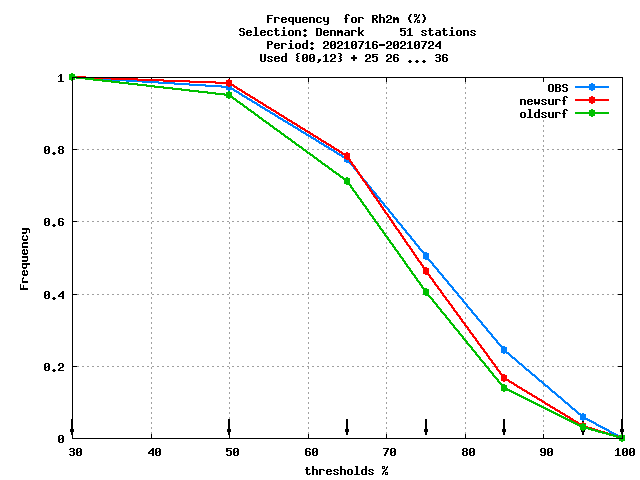 Frequency  for Rh2m (%)
Selection: Denmark     51 stations
Period: 20210716-20210724
Used {00,12} + 25 26 ... 36
OBS
newsurf
oldsurf
1
0.8
0.6
0.4
0.2
0
Frequency
30 40 50 60 70 80 90 100
thresholds %